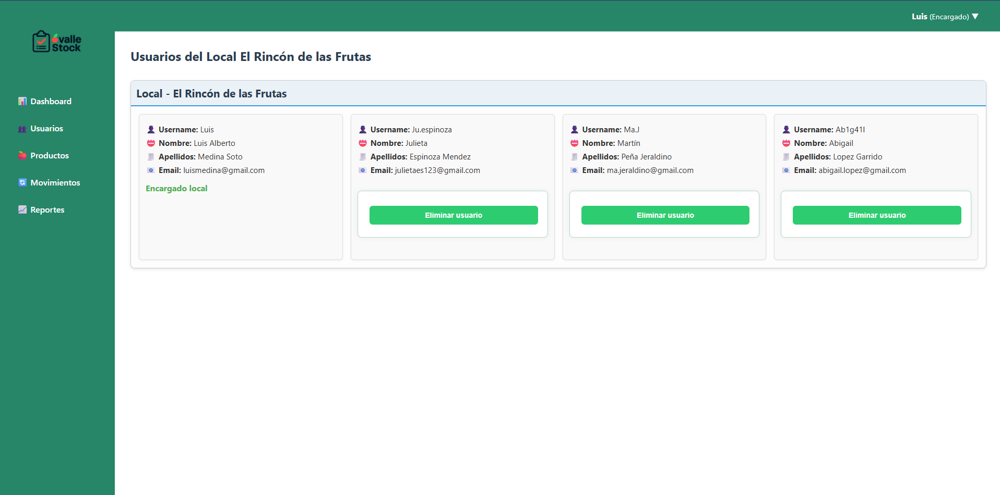 Luis (Encargado) ▼
valle
Stock
Dashboard
Usuarios
Productos
Movimientos
Reportes
Usuarios del Local El Rincón de las Frutas
Local - El Rincón de las Frutas
Username: Luis
Nombre: Luis Alberto
Apellidos: Medina Soto
Email: luismedina@gmail.com
Encargado local
Username: Ju.espinoza
Nombre: Julieta
Apellidos: Espinoza Mendez
Email: julietaes123@gmail.com
Eliminar usuario
Username: Ma.J
Nombre: Martín
Apellidos: Peña Jeraldino
Email: ma.jeraldino@gmail.com
Eliminar usuario
Username: Ab1g41l
Nombre: Abigail
Apellidos: Lopez Garrido
Email: abigail.lopez@gmail.com
Eliminar usuario